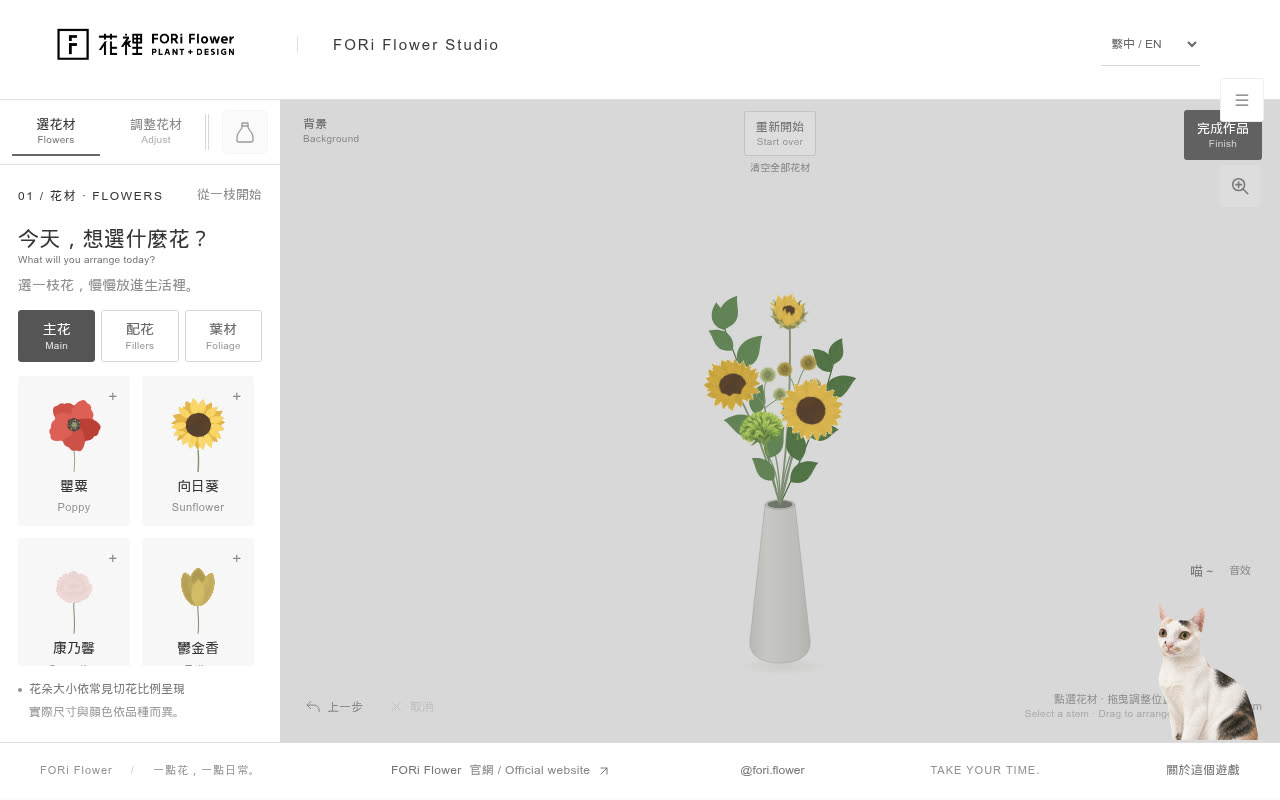 花裡 FORi Flower
PLANT + DESIGN
FORi Flower Studio
繁中 / EN
選花材
Flowers
調整花材
Adjust
背景
Background
重新開始
Start over
清空全部花材
完成作品
Finish
01 / 花材 · FLOWERS
從一枝開始
今天，想選什麼花？
What will you arrange today?
選一枝花，慢慢放進生活裡。
主花
Main
配花
Fillers
葉材
Foliage
罌粟
Poppy
向日葵
Sunflower
康乃馨
鬱金香
花朵大小依常見切花比例呈現
實際尺寸與顏色依品種而異。
喵～
音效
上一步
取消
點選花材 · 拖曳調整位
Select a stem · Drag to arrange
FORi Flower / 一點花，一點日常。
FORi Flower 官網 / Official website
@fori.flower
TAKE YOUR TIME.
關於這個遊戲